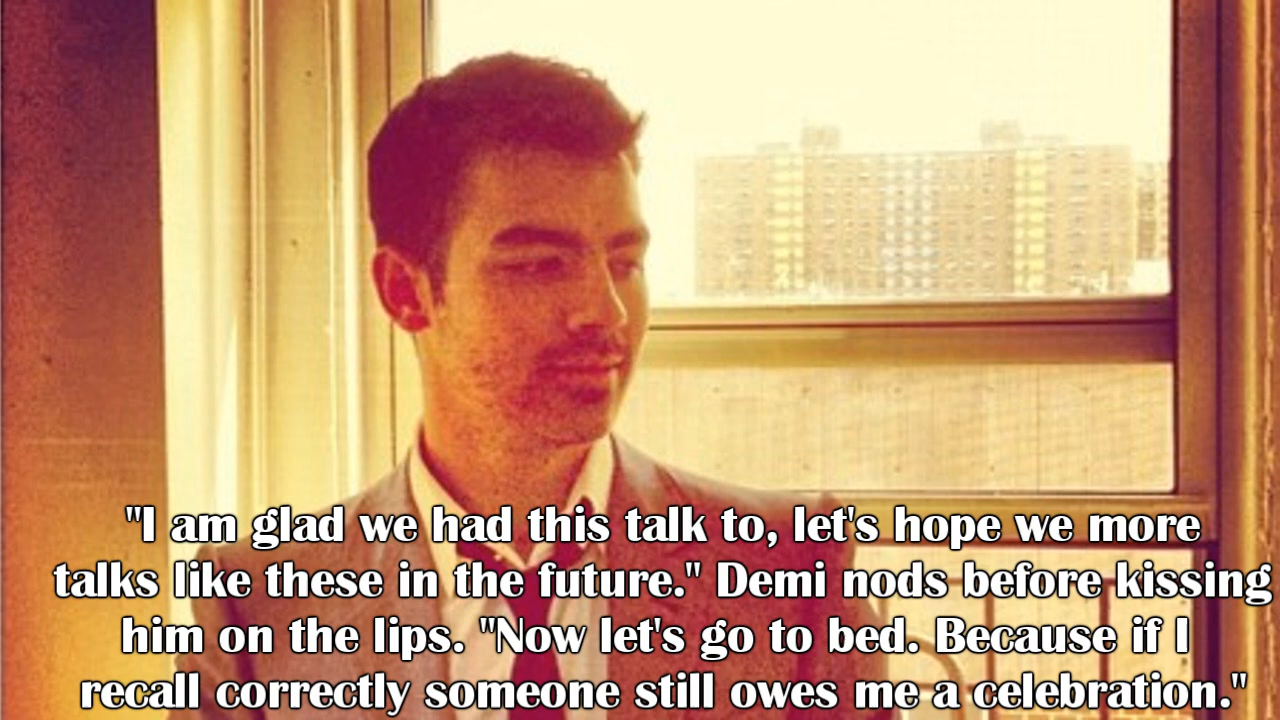 "I am glad we had this talk to, let's hope we more
talks like these in the future." Demi nods before kissing
him on the lips. "Now let's go to bed. Because if I
recall correctly someone still owes me a celebration."